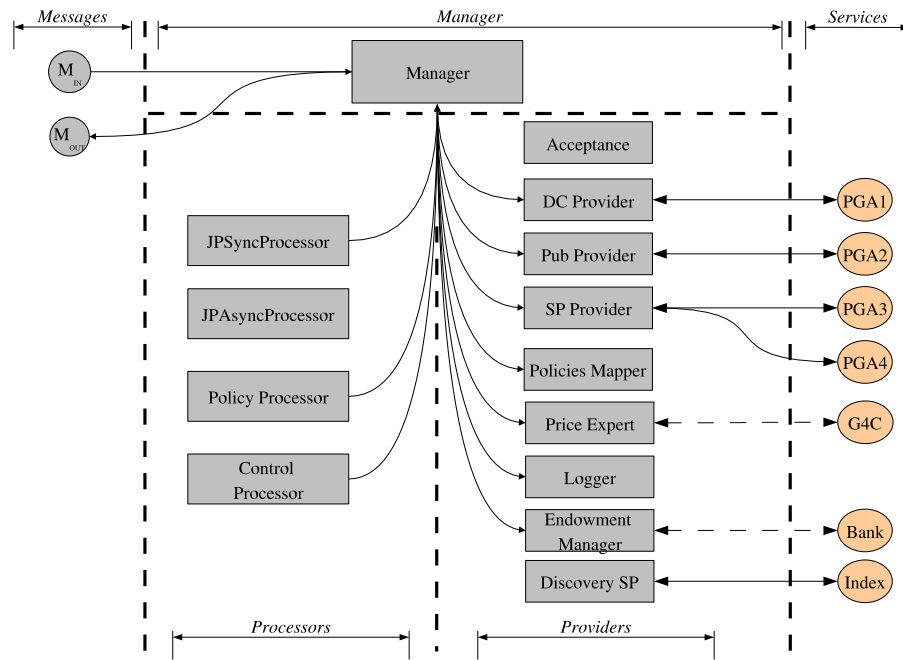 Messages
Manager
Services
M IN
Manager
M OUT
Acceptance
DC Provider
PGA1
JPSyncProcessor
Pub Provider
PGA2
JPAsyncProcessor
SP Provider
PGA3
PGA4
Policies Mapper
Policy Processor
Price Expert
G4C
Control
Processor
Logger
Endowment
Manager
Bank
Discovery SP
Index
Processors
Providers